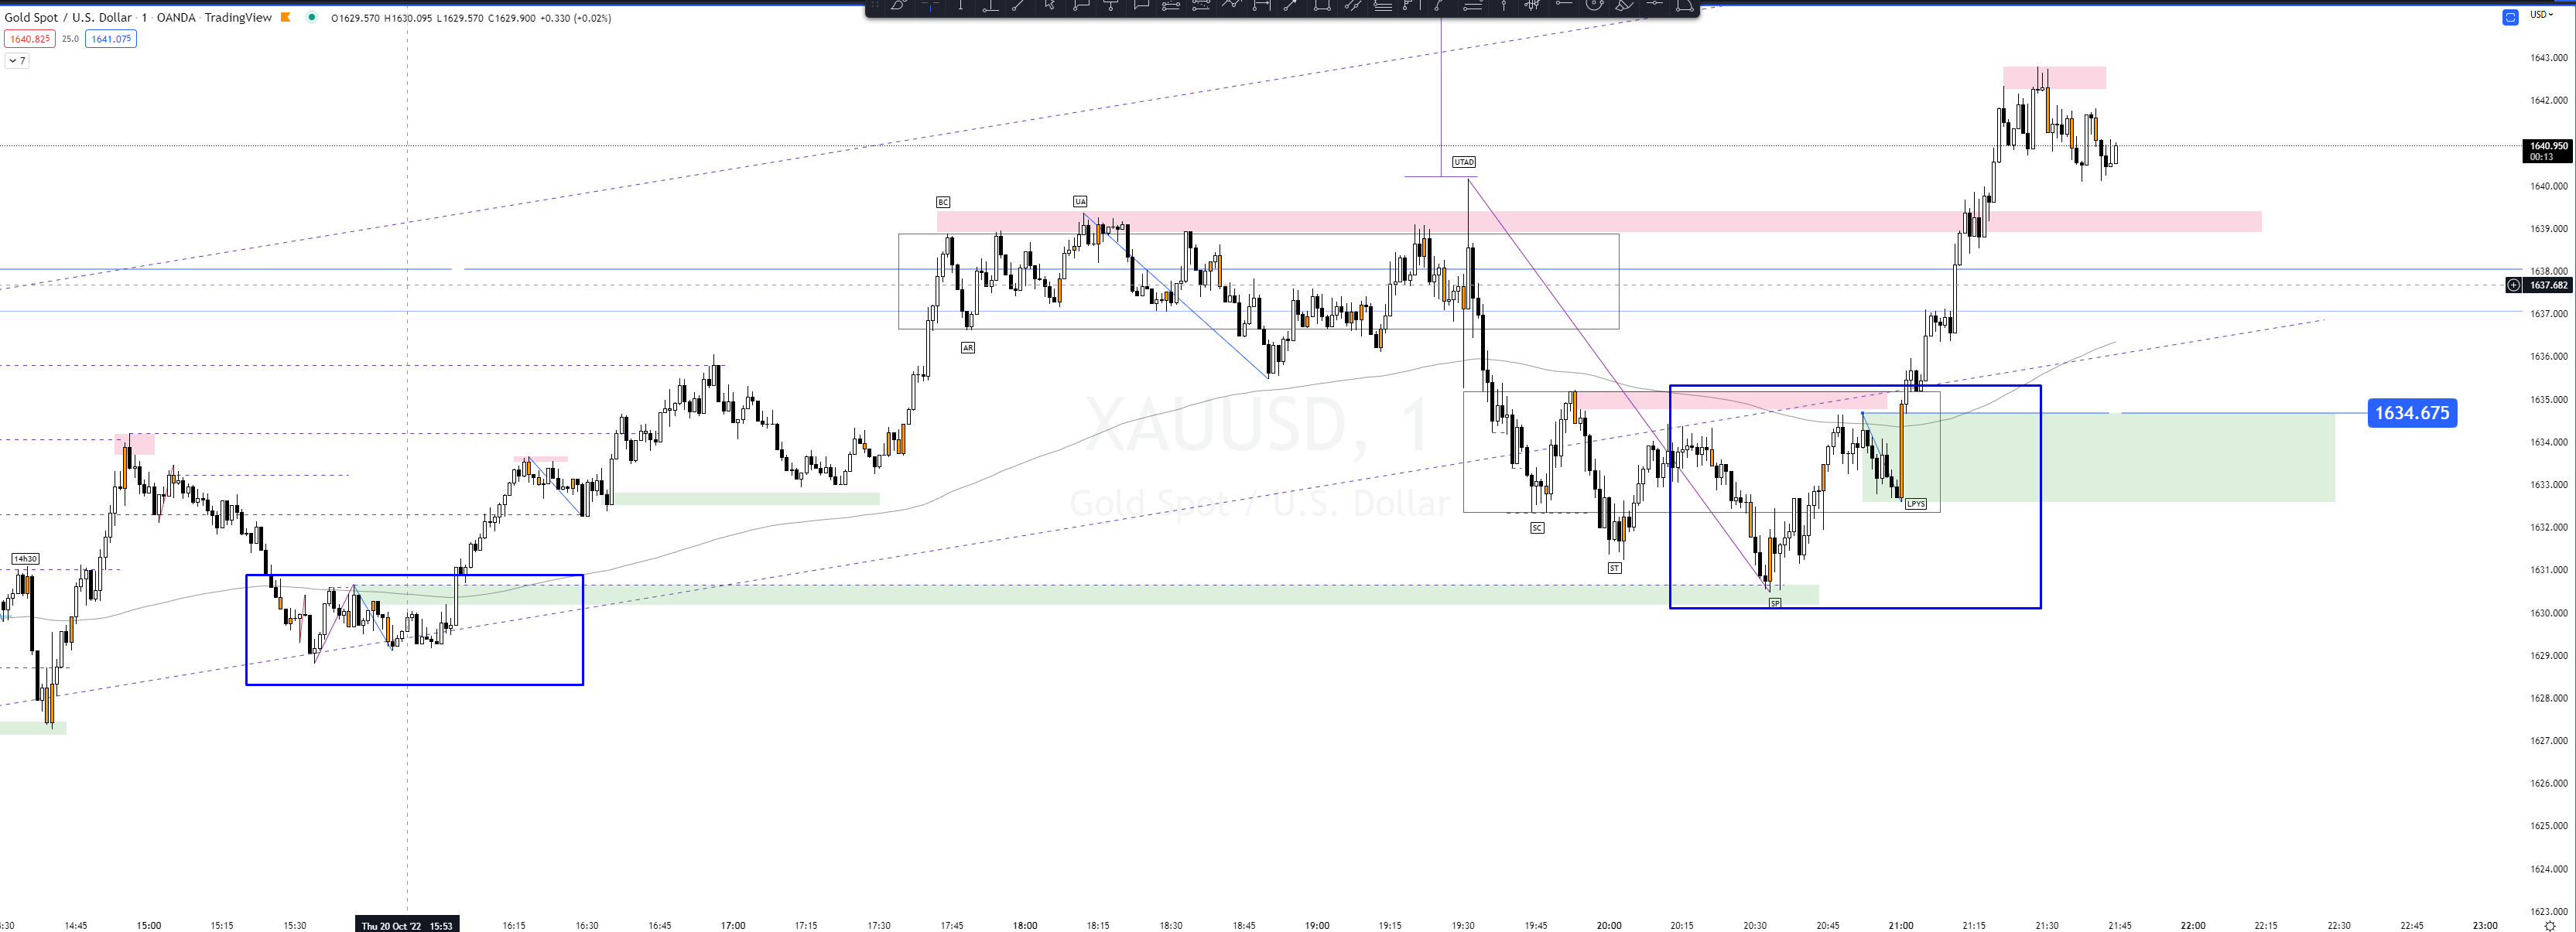 Gold Spot / U.S. Dollar · 1 · OANDA · TradingView O1629.570 H1630.095 L1629.570 C1629.900 +0.330 (+0.02%)
USD
1640.825 25.0 1641.075
7
1643.000
1642.000
1640.950
00:13
1640.000
1639.000
1638.000
1637.682
1637.000
1636.000
1635.000
1634.675
1634.000
1633.000
1632.000
1631.000
1630.000
1629.000
1628.000
1627.000
1626.000
1625.000
1624.000
1623.000
UTAD
BC
UA
AR
XAUUSD, 1
Gold Spot / U.S. Dollar
LPYS
SC
14h30
ST
SP
:30 14:45 15:00 15:15 15:30 Thu 20 Oct '22 15:53 16:15 16:30 16:45 17:00 17:15 17:30 17:45 18:00 18:15 18:30 18:45 19:00 19:15 19:30 19:45 20:00 20:15 20:30 20:45 21:00 21:15 21:30 21:45 22:00 22:15 22:30 22:45 23:00